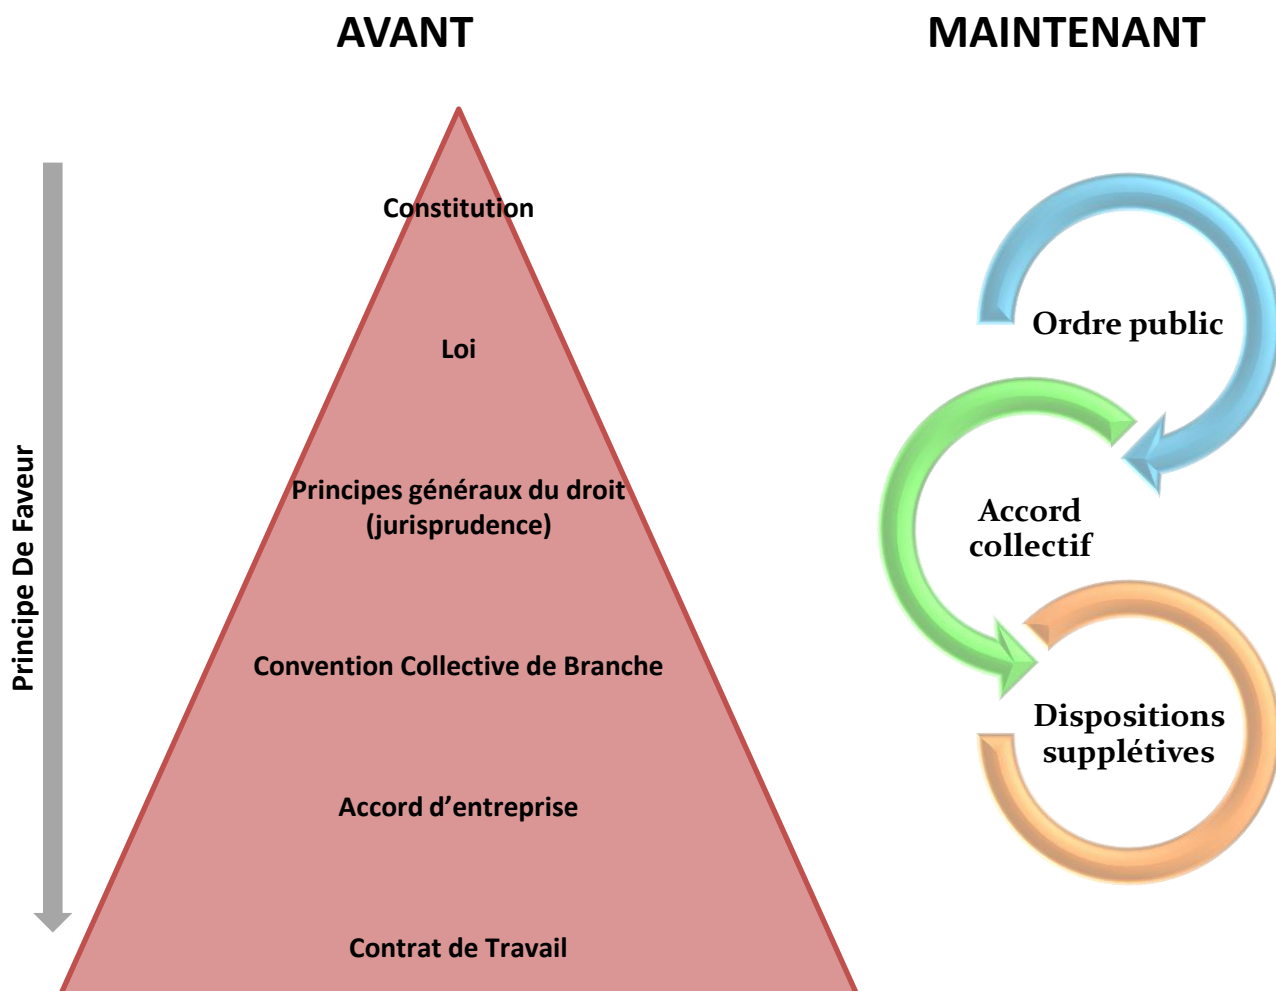 AVANT
MAINTENANT
Principe De Faveur
Constitution
Loi
Principes généraux du droit
(jurisprudence)
Convention Collective de Branche
Accord d’entreprise
Contrat de Travail
Ordre public
Accord
collectif
Dispositions
supplétives